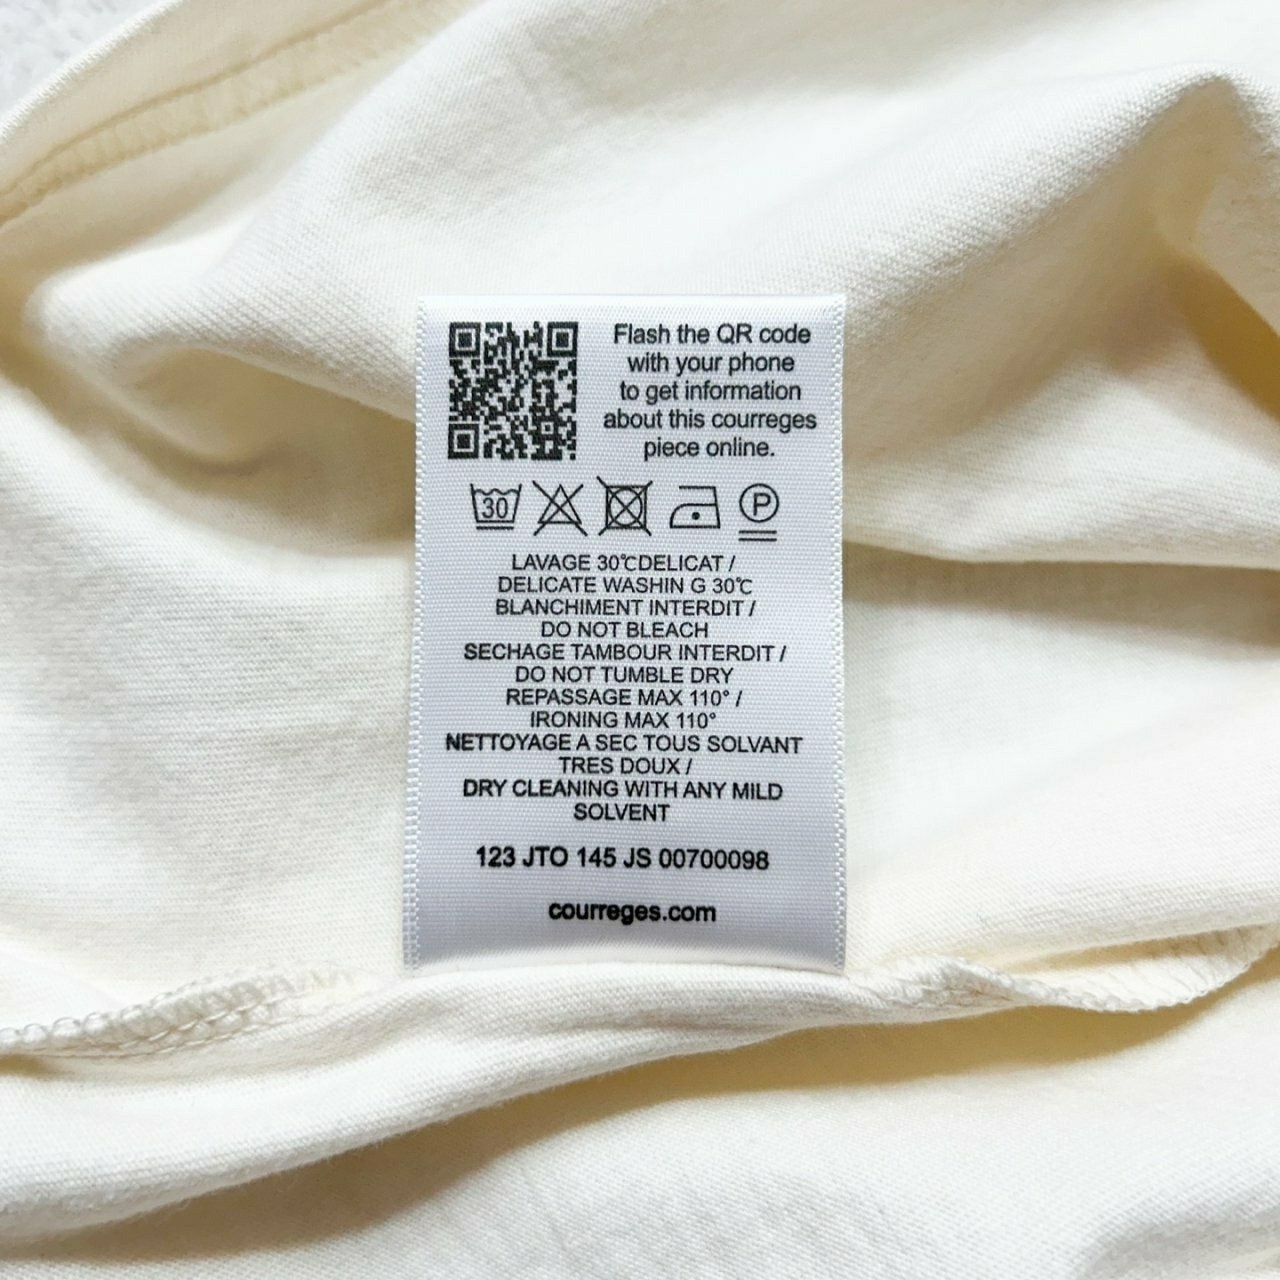 Flash the QR code
with your phone
to get information
about this courreges
piece online.
30
P
LAVAGE 30℃DELICAT /
DELICATE WASHIN G 30℃
BLANCHIMENT INTERDIT /
DO NOT BLEACH
SECHAGE TAMBOUR INTERDIT /
DO NOT TUMBLE DRY
REPASSAGE MAX 110° /
IRONING MAX 110°
NETTOYAGE A SEC TOUS SOLVANT
TRES DOUX /
DRY CLEANING WITH ANY MILD
SOLVENT
123 JTO 145 JS 00700098
courreges.com